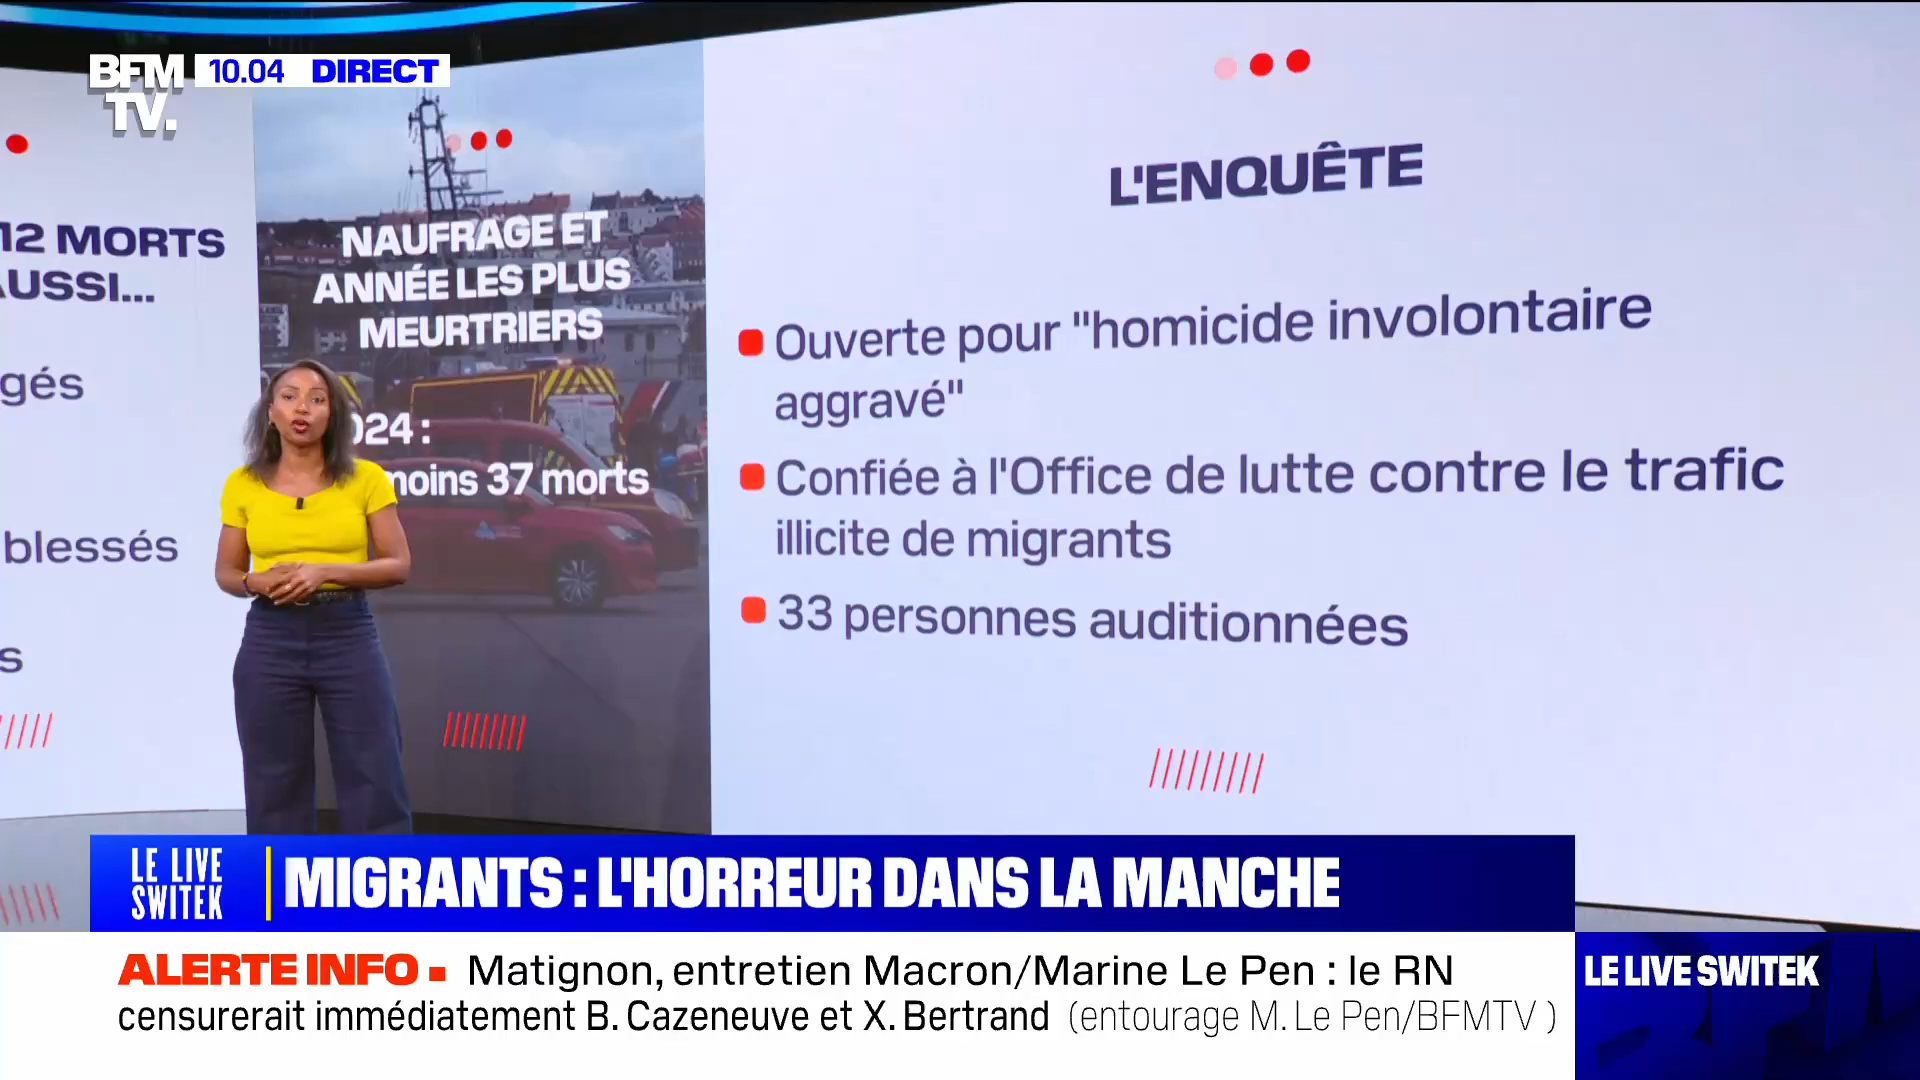 BFM
TV.
10.04 DIRECT
12 MORTS
AUSSI...
gés
blessés
s
NAUFRAGE ET
ANNÉE LES PLUS
MEURTRIERS
024 :
moins 37 morts
L'ENQUÊTE
Ouverte pour "homicide involontaire
aggravé"
Confiée à l'Office de lutte contre le trafic
illicite de migrants
33 personnes auditionnées
LE LIVE
SWITEK
MIGRANTS : L'HORREUR DANS LA MANCHE
ALERTE INFO Matignon, entretien Macron/Marine Le Pen : le RN
censurerait immédiatement B. Cazeneuve et X. Bertrand (entourage M. Le Pen/BFMTV )
LE LIVE SWITEK